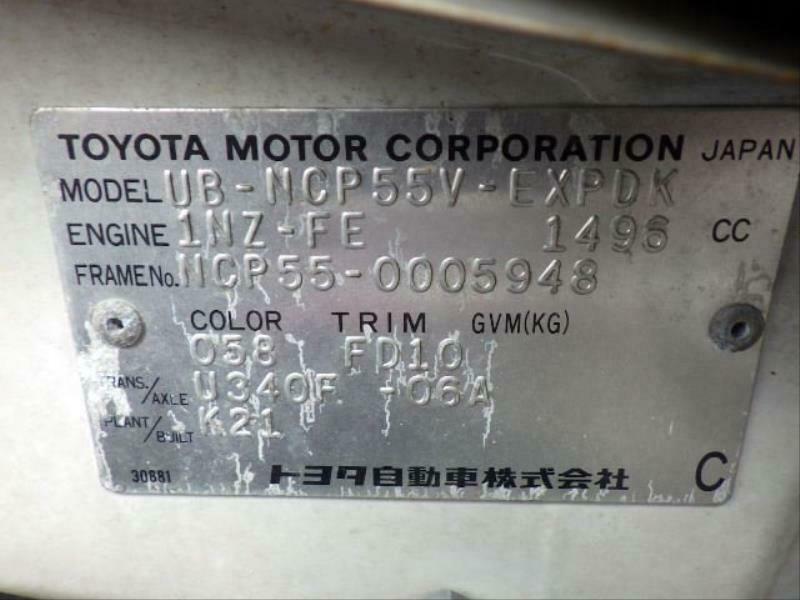 TOYOTA MOTOR CORPORATION JAPAN
MODEL UB-NCP55V-EXPDK
ENGINE 1NZ-FE 1496 CC
FRAME No. NCP55-0005948
COLOR TRIM GVM(KG)
058 FD10
TRANS./AXLE U340F -06A
PLANT/BUILT K21
30881 トヨタ自動車株式会社 C